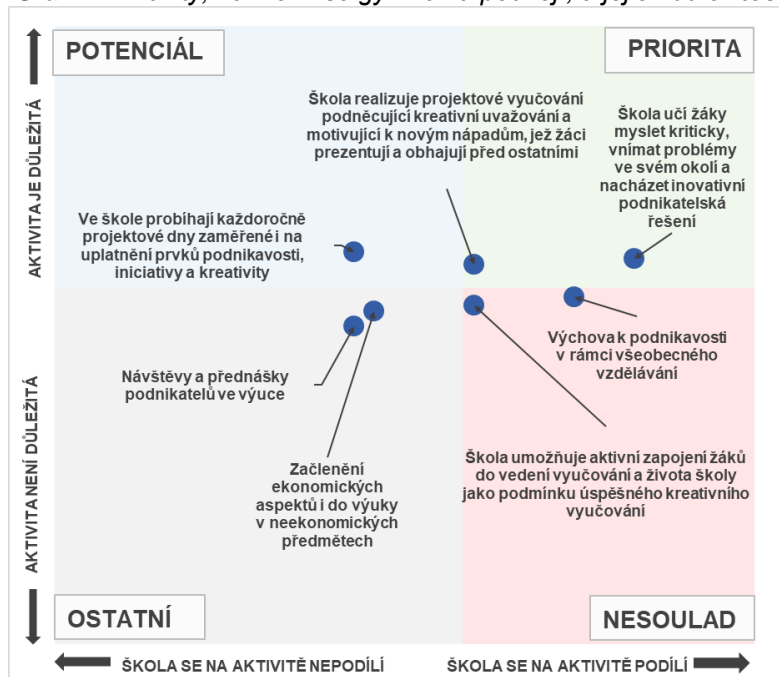 POTENCIÁL
PRIORITA
Škola realizuje projektové vyučování
podněcující kreativní uvažování a
motivující k novým nápadům, jež žáci
prezentují a obhajují před ostatními
Škola učí žáky
myslet kriticky,
vnímat problémy
ve svém okolí a
nacházet inovativní
podnikatelská
řešení
Ve škole probíhají každoročně
projektové dny zaměřené i na
uplatnění prvků podnikavosti,
iniciativy a kreativity
AKTIVITA JE DŮLEŽITÁ
AKTIVITA NENÍ DŮLEŽITÁ
Návštěvy a přednášky
podnikatelů ve výuce
Výchova k podnikavosti
v rámci všeobecného
vzdělávání
Začlenění
ekonomických
aspektů i do výuky
v neekonomických
předmětech
Škola umožňuje aktivní zapojení žáků
do vedení vyučování a života školy
jako podmínku úspěšného kreativního
vyučování
OSTATNÍ
NESOULAD
ŠKOLA SE NA AKTIVITĚ NEPODÍLÍ
ŠKOLA SE NA AKTIVITĚ PODÍLÍ